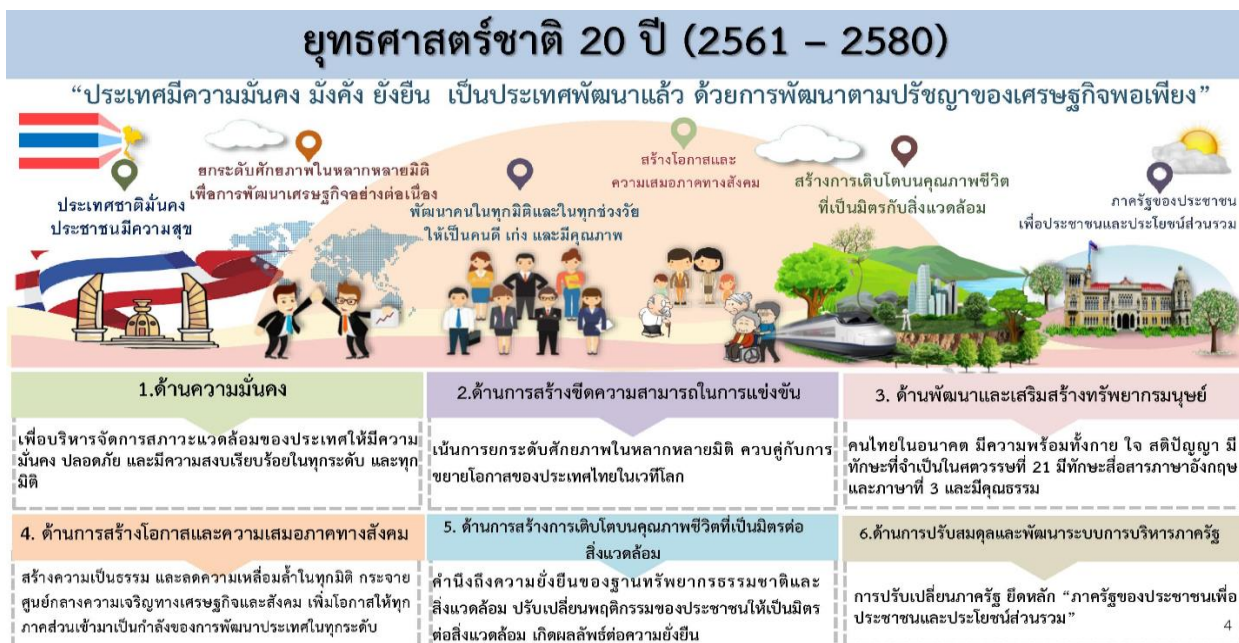 ยุทธศาสตร์ชาติ 20 ปี (2561 – 2580)
“ประเทศมีความมั่นคง มั่งคั่ง ยั่งยืน เป็นประเทศพัฒนาแล้ว ด้วยการพัฒนาตามปรัชญาของเศรษฐกิจพอเพียง”
ประเทศชาติมั่นคง
ประชาชนมีความสุข
ยกระดับศักยภาพในหลากหลายมิติ
เพื่อการพัฒนาเศรษฐกิจอย่างต่อเนื่อง
พัฒนาคนในทุกมิติและในทุกช่วงวัย
ให้เป็นคนดี เก่ง และมีคุณภาพ
สร้างโอกาสและ
ความเสมอภาคทางสังคม
สร้างการเติบโตบนคุณภาพชีวิต
ที่เป็นมิตรกับสิ่งแวดล้อม
ภาครัฐของประชาชน
เพื่อประชาชนและประโยชน์ส่วนรวม
1.ด้านความมั่นคง
เพื่อบริหารจัดการสภาวะแวดล้อมของประเทศให้มีความ
มั่นคง ปลอดภัย และมีความสงบเรียบร้อยในทุกระดับ และทุก
มิติ
2.ด้านการสร้างขีดความสามารถในการแข่งขัน
เน้นการยกระดับศักยภาพในหลากหลายมิติ ควบคู่กับการ
ขยายโอกาสของประเทศไทยในเวทีโลก
3. ด้านพัฒนาและเสริมสร้างทรัพยากรมนุษย์
คนไทยในอนาคต มีความพร้อมทั้งกาย ใจ สติปัญญา มี
ทักษะที่จำเป็นในศตวรรษที่ 21 มีทักษะสื่อสารภาษาอังกฤษ
และภาษาที่ 3 และมีคุณธรรม
4. ด้านการสร้างโอกาสและความเสมอภาคทางสังคม
สร้างความเป็นธรรม และลดความเหลื่อมล้ำในทุกมิติ กระจาย
ศูนย์กลางความเจริญทางเศรษฐกิจและสังคม เพิ่มโอกาสให้ทุก
ภาคส่วนเข้ามาเป็นกำลังของการพัฒนาประเทศในทุกระดับ
5. ด้านการสร้างการเติบโตบนคุณภาพชีวิตที่เป็นมิตรต่อ
สิ่งแวดล้อม
คำนึงถึงความยั่งยืนของฐานทรัพยากรธรรมชาติและ
สิ่งแวดล้อม ปรับเปลี่ยนพฤติกรรมของประชาชนให้เป็นมิตร
ต่อสิ่งแวดล้อม เกิดผลลัพธ์ต่อความยั่งยืน
6.ด้านการปรับสมดุลและพัฒนาระบบการบริหารภาครัฐ
การปรับเปลี่ยนภาครัฐ ยึดหลัก “ภาครัฐของประชาชนเพื่อ
ประชาชนและประโยชน์ส่วนรวม”
4